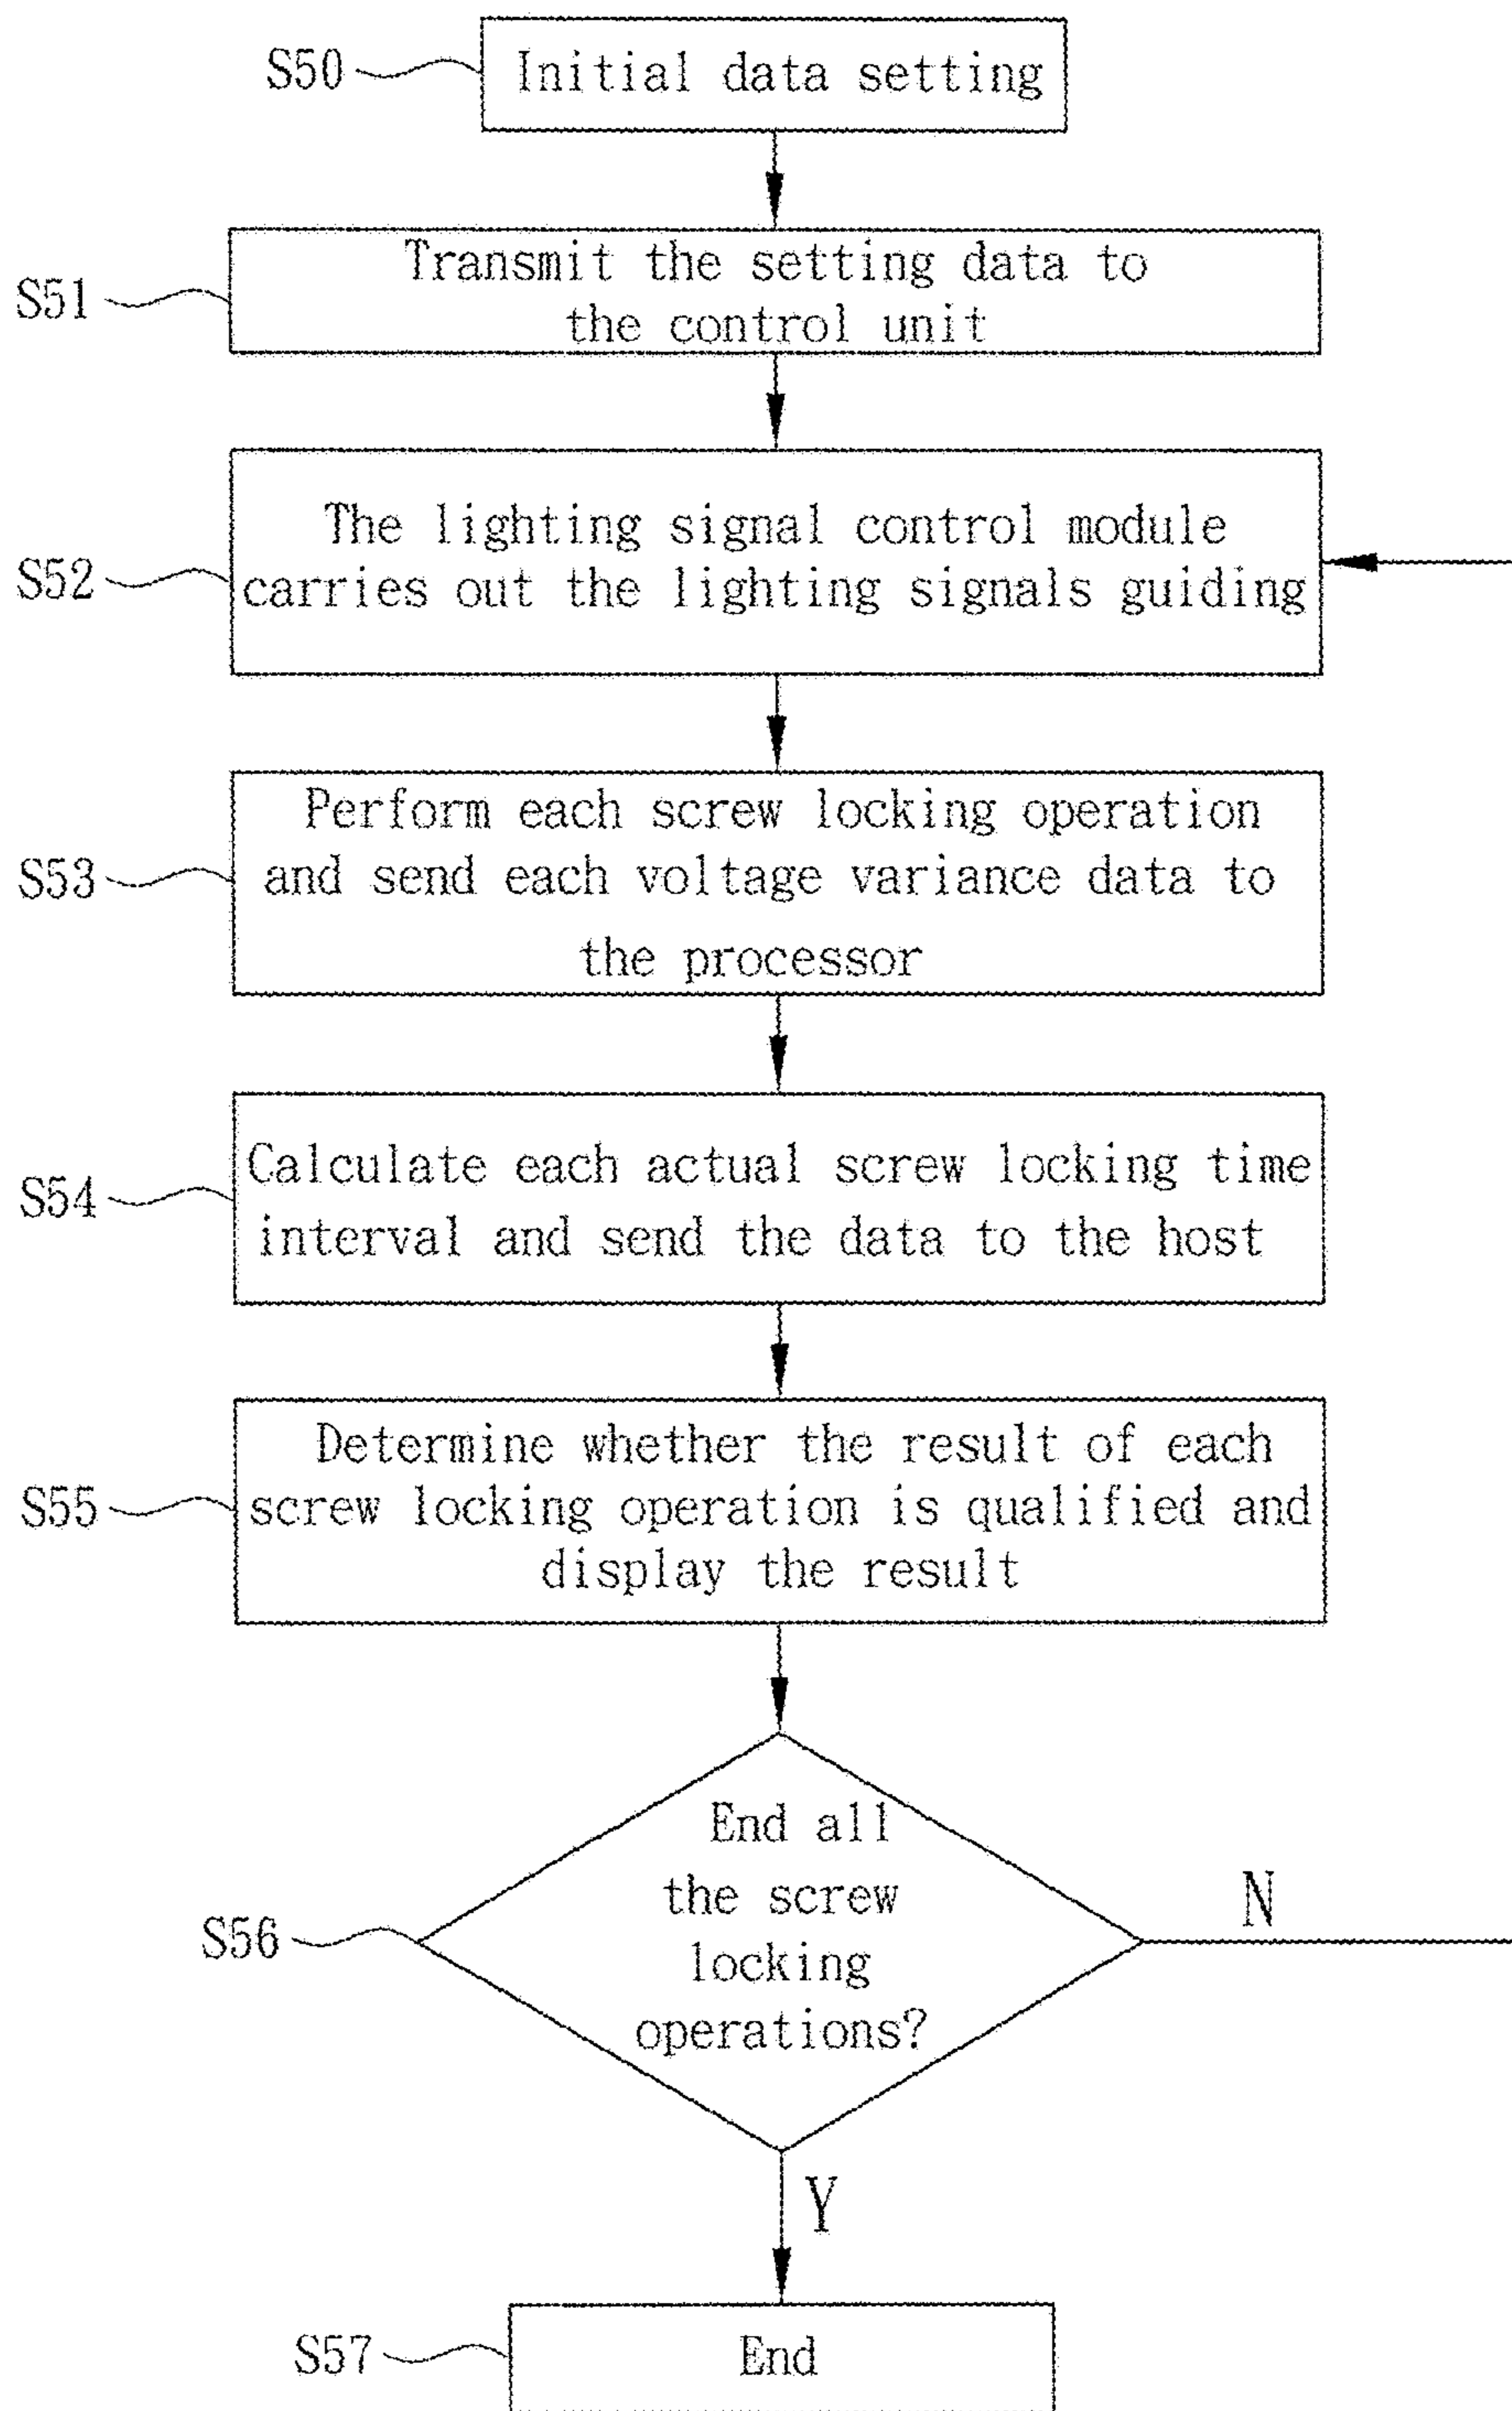 S50
Initial data setting
S51
Transmit the setting data to
the control unit
S52
The lighting signal control module
carries out the lighting signals guiding
S53
Perform each screw locking operation
and send each voltage variance data to
the processor
S54
Calculate each actual screw locking time
interval and send the data to the host
S55
Determine whether the result of each
screw locking operation is qualified and
display the result
S56
End all
the screw
locking
operations?
N
Y
S57
End